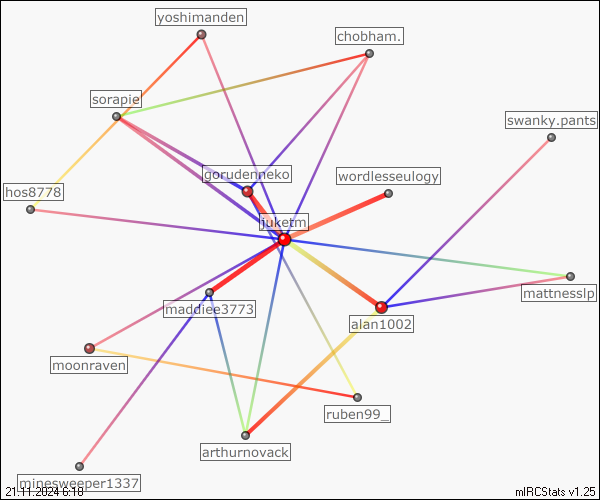 yoshimanden
chobham.
sorapie
swanky.pants
gorudenneko
wordlesseulogy
hos8778
juketm
mattnesslp
maddiee3773
alan1002
moonraven
ruben99_
arthurnovack
minesweeper1337
21.11.2024 6:18
mIRCStats v1.25